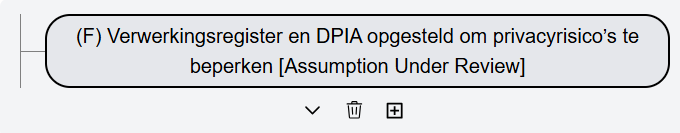 (F) Verwerkingsregister en DPIA opgesteld om privacyrisico’s te
beperken [Assumption Under Review]